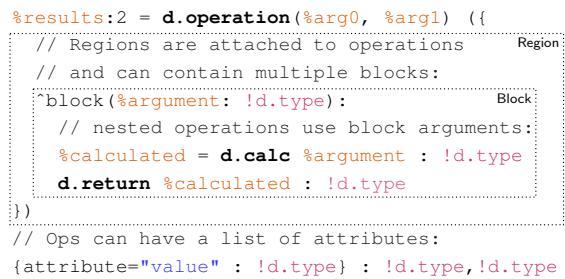 %results:2 = d.operation(%arg0, %arg1) ({
// Regions are attached to operations Region
// and can contain multiple blocks:
^block(%argument: !d.type): Block
// nested operations use block arguments:
%calculated = d.calc %argument : !d.type
d.return %calculated : !d.type
})
// Ops can have a list of attributes:
{attribute="value" : !d.type} : !d.type,!d.type